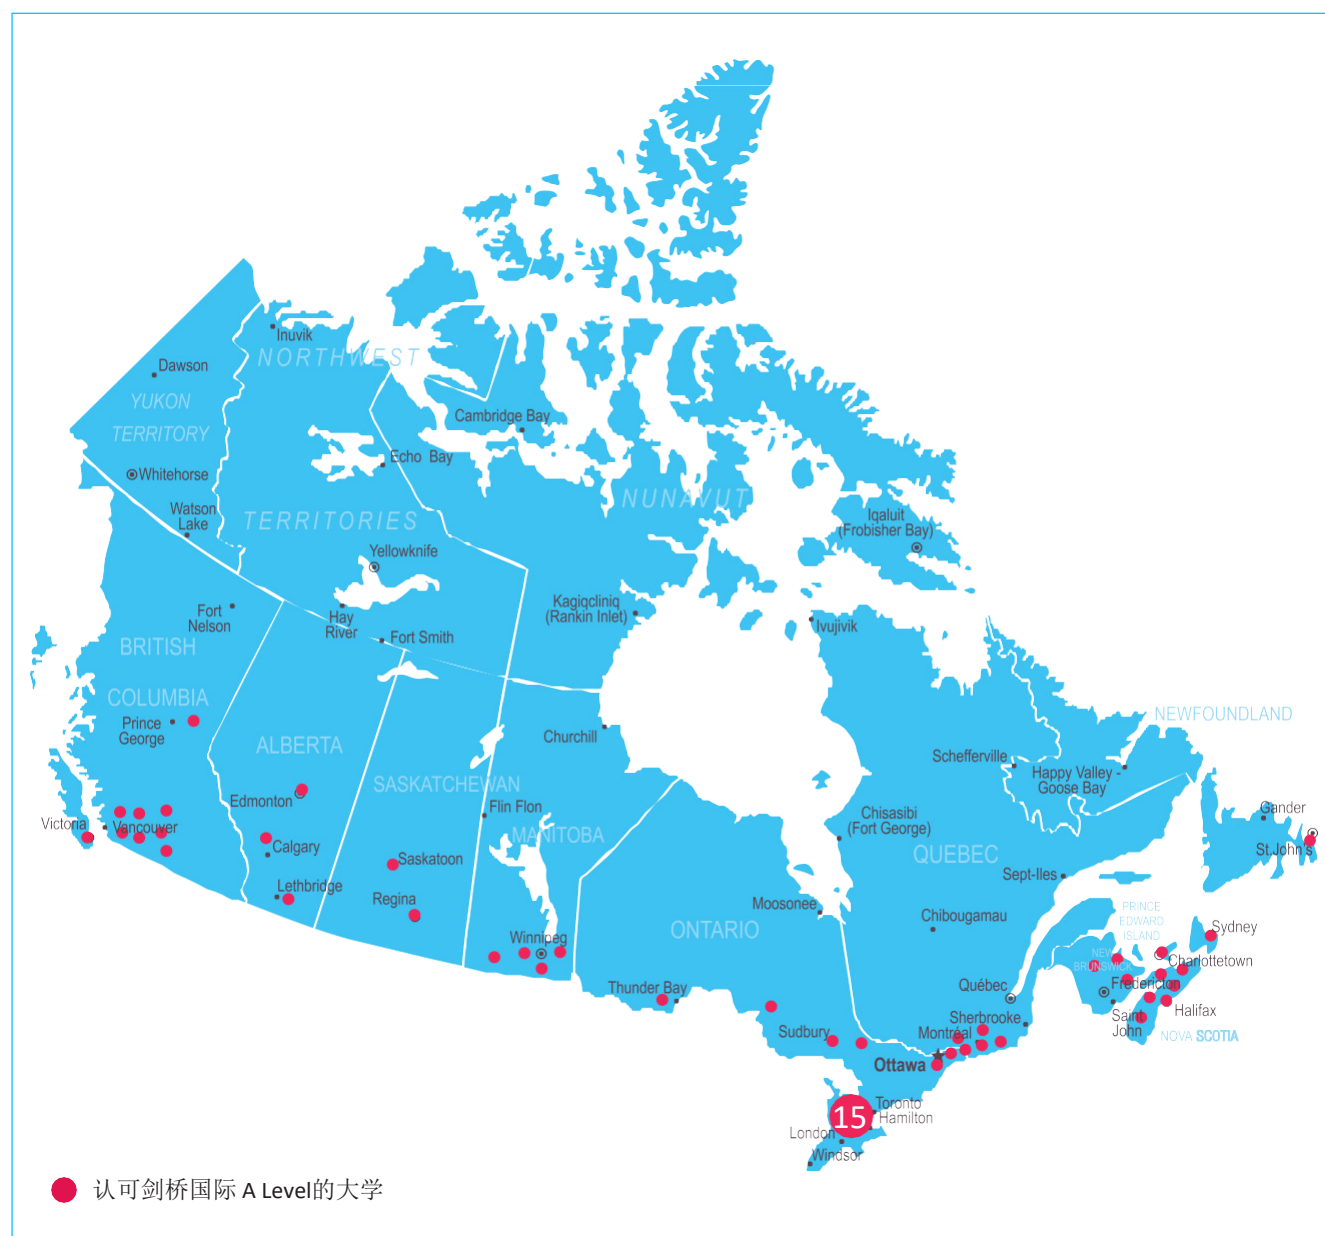 Inuvik
NORTHWEST
Dawson
YUKON
TERRITORY
Cambridge Bay
Echo Bay
Whitehorse
NUNAVUT
Watson
Lake
TERRITORIES
Iqaluit
(Frobisher Bay)
Yellowknife
Fort
Nelson
Hay
River
Fort Smith
Kagiqcliniq
(Rankin Inlet)
Ivujivik
BRITISH
COLUMBIA
Prince
George
ALBERTA
Churchill
NEWFOUNDLAND
Schefferville
Happy Valley -
Goose Bay
SASKATCHEWAN
Edmonton
Flin Flon
MANITOBA
Chisasibi
(Fort George)
Gander
Victoria
Vancouver
Calgary
Saskatoon
QUEBEC
St.John's
Sept-Iles
Lethbridge
Regina
Moosonee
Chibougamau
PRINCE
EDWARD
ISLAND
Sydney
ONTARIO
Winnipeg
NEW
BRUNSWICK
Charlottetown
Thunder Bay
Québec
Fredericton
Halifax
Saint
John
NOVA SCOTIA
Sherbrooke
Montréal
Sudbury
Ottawa
Toronto
Hamilton
15
London
Windsor
认可剑桥国际 A Level的大学